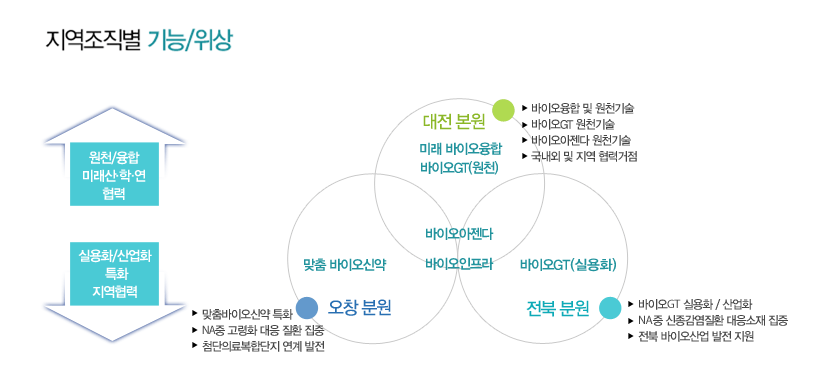 지역조직별 기능/위상
원천/융합
미래산·학·연
협력
실용화/산업화
특화
지역협력
대전 본원
미래 바이오융합
바이오GT(원천)
▶ 바이오융합 및 원천기술
▶ 바이오GT 원천기술
▶ 바이오아젠다 원천기술
▶ 국내외 및 지역 협력거점
바이오아젠다
바이오인프라
맞춤 바이오신약
오창 분원
▶ 맞춤바이오신약 특화
▶ NA중 고령화 대응 질환 집중
▶ 첨단의료복합단지 연계 발전
바이오GT(실용화)
전북 분원
▶ 바이오GT 실용화 / 산업화
▶ NA중 신종감염질환 대응소재 집중
▶ 전북 바이오산업 발전 지원